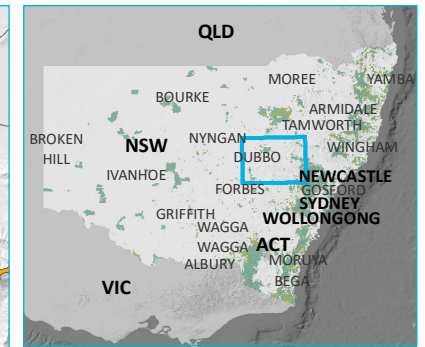 QLD
MOREE
YAMBA
BOURKE
ARMIDALE
TAMWORTH
BROKEN
HILL
NSW
NYNGAN
WINGHAM
DUBBO
IVANHOE
NEWCASTLE
FORBES
GOSFORD
SYDNEY
GRIFFITH
WOLLONGONG
WAGGA
WAGGA
ACT
ALBURY
MORUYA
VIC
BEGA